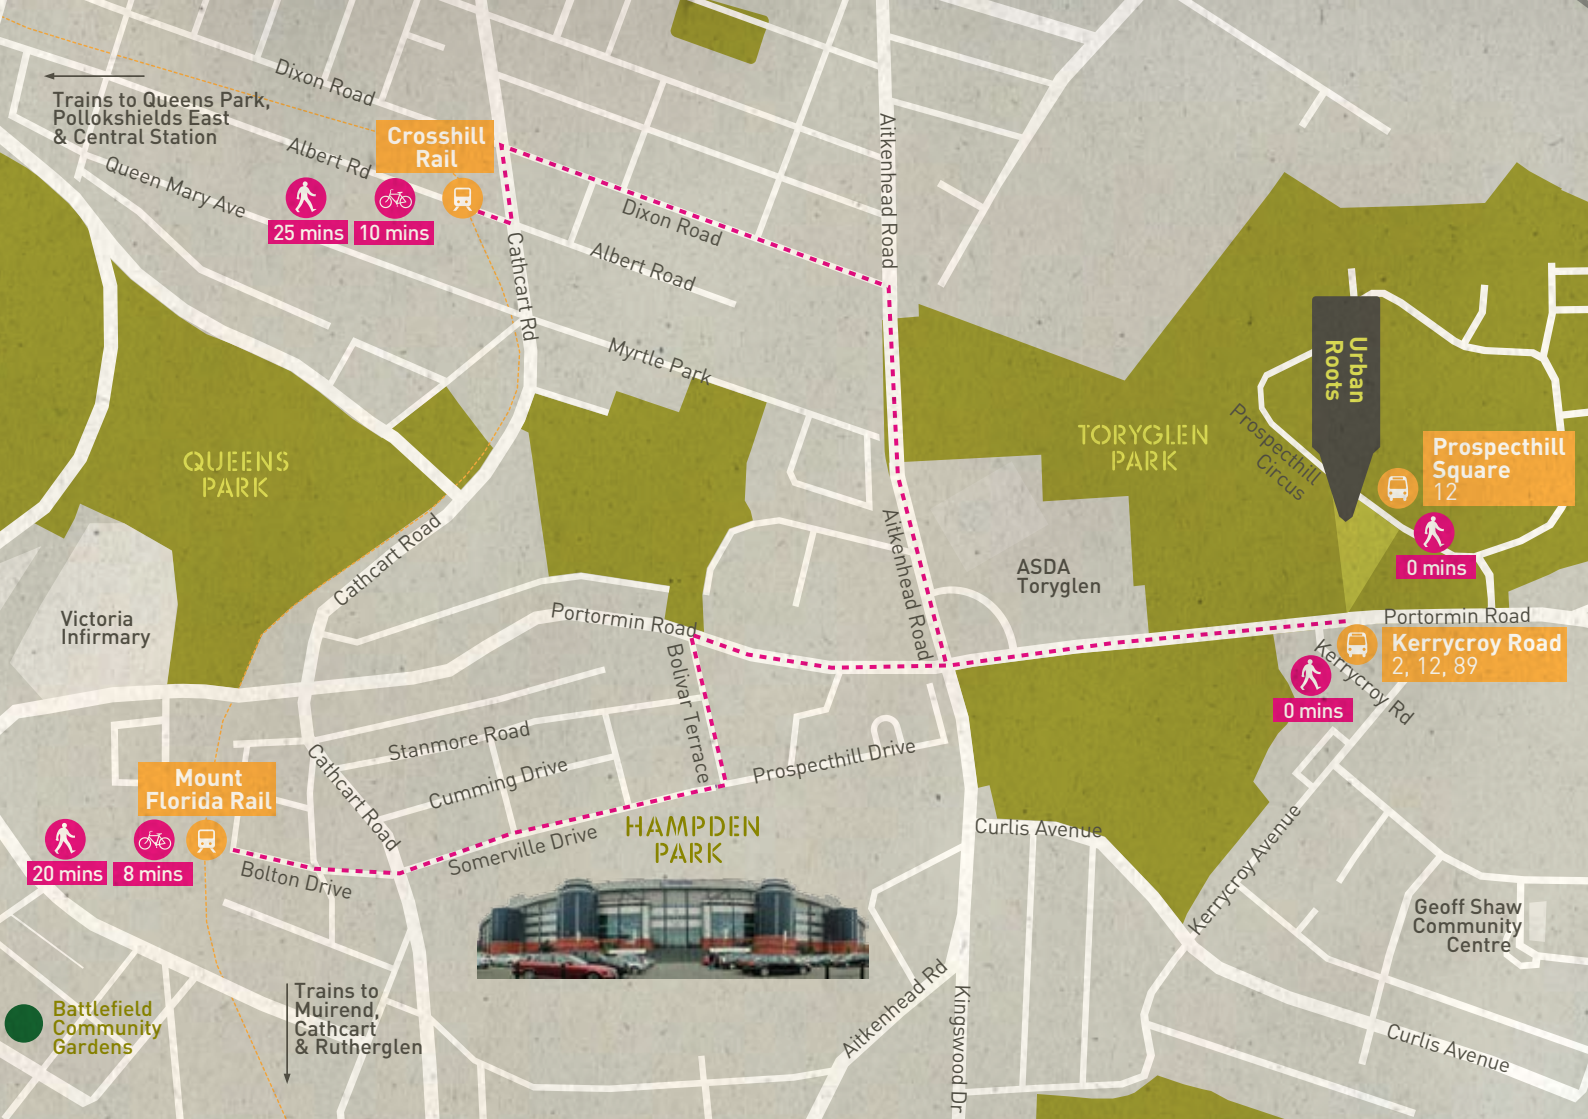 Dixon Road
Trains to Queens Park,
Pollokshields East
& Central Station
Crosshill
Rail
Albert Rd
Queen Mary Ave
25 mins
10 mins
Dixon Road
Albert Road
Cathcart Rd
Myrtle Park
Aitkenhead Road
Urban
Roots
Prospecthill
Circus
TORYGLEN
PARK
Prospecthill
Square
12
0 mins
QUEENS
PARK
Cathcart Road
Aitkenhead Road
ASDA
Toryglen
Victoria
Infirmary
Portormin Road
Portormin Road
Kerrycroy Road
2, 12, 89
Kerrycroy Rd
0 mins
Bolivar Terrace
Stanmore Road
Cumming Drive
Prospecthill Drive
Cathcart Road
Mount
Florida Rail
20 mins
8 mins
Bolton Drive
Somerville Drive
HAMPDEN
PARK
Curlis Avenue
Kerrycroy Avenue
Geoff Shaw
Community
Centre
Aitkenhead Rd
Kingswood Dr
Curlis Avenue
Battlefield
Community
Gardens
Trains to
Muirend,
Cathcart
& Rutherglen